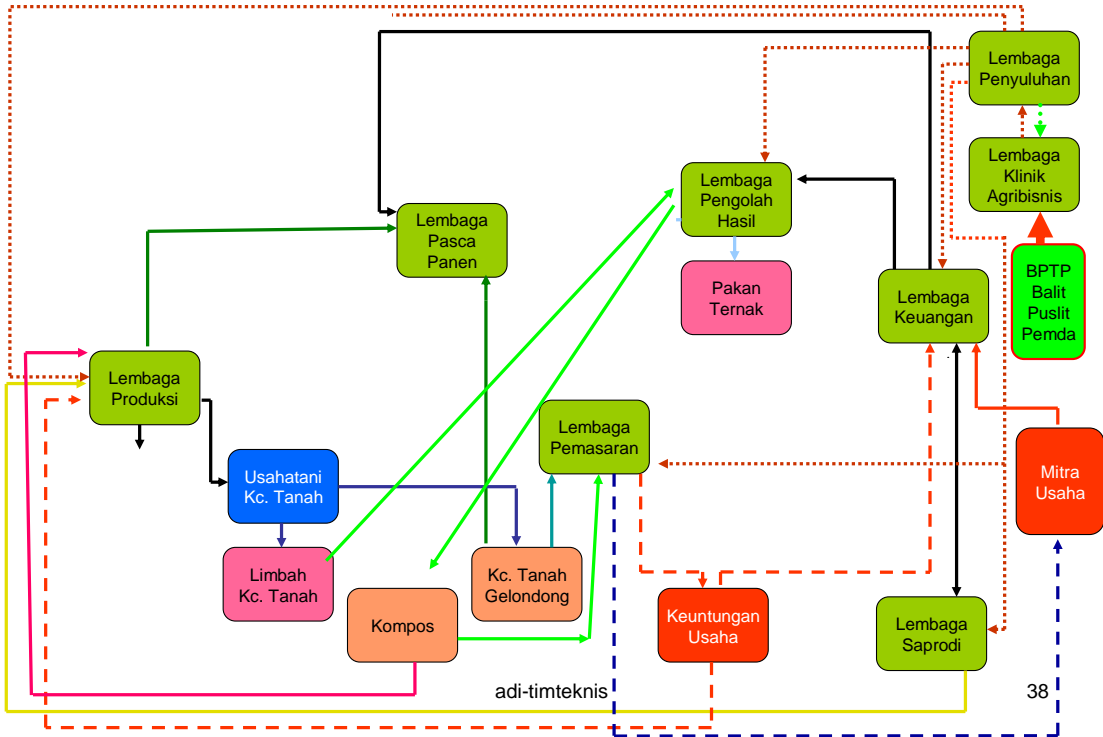 Lembaga
Penyuluhan
Lembaga
Klinik
Agribisnis
Lembaga
Pengolah
Hasil
Lembaga
Pasca
Panen
BPTP
Balit
Puslit
Pemda
Pakan
Ternak
Lembaga
Keuangan
Lembaga
Produksi
Lembaga
Pemasaran
Mitra
Usaha
Usahatani
Kc. Tanah
Limbah
Kc. Tanah
Kc. Tanah
Gelondong
Kompos
Keuntungan
Usaha
Lembaga
Saprodi
adi-timteknis
38